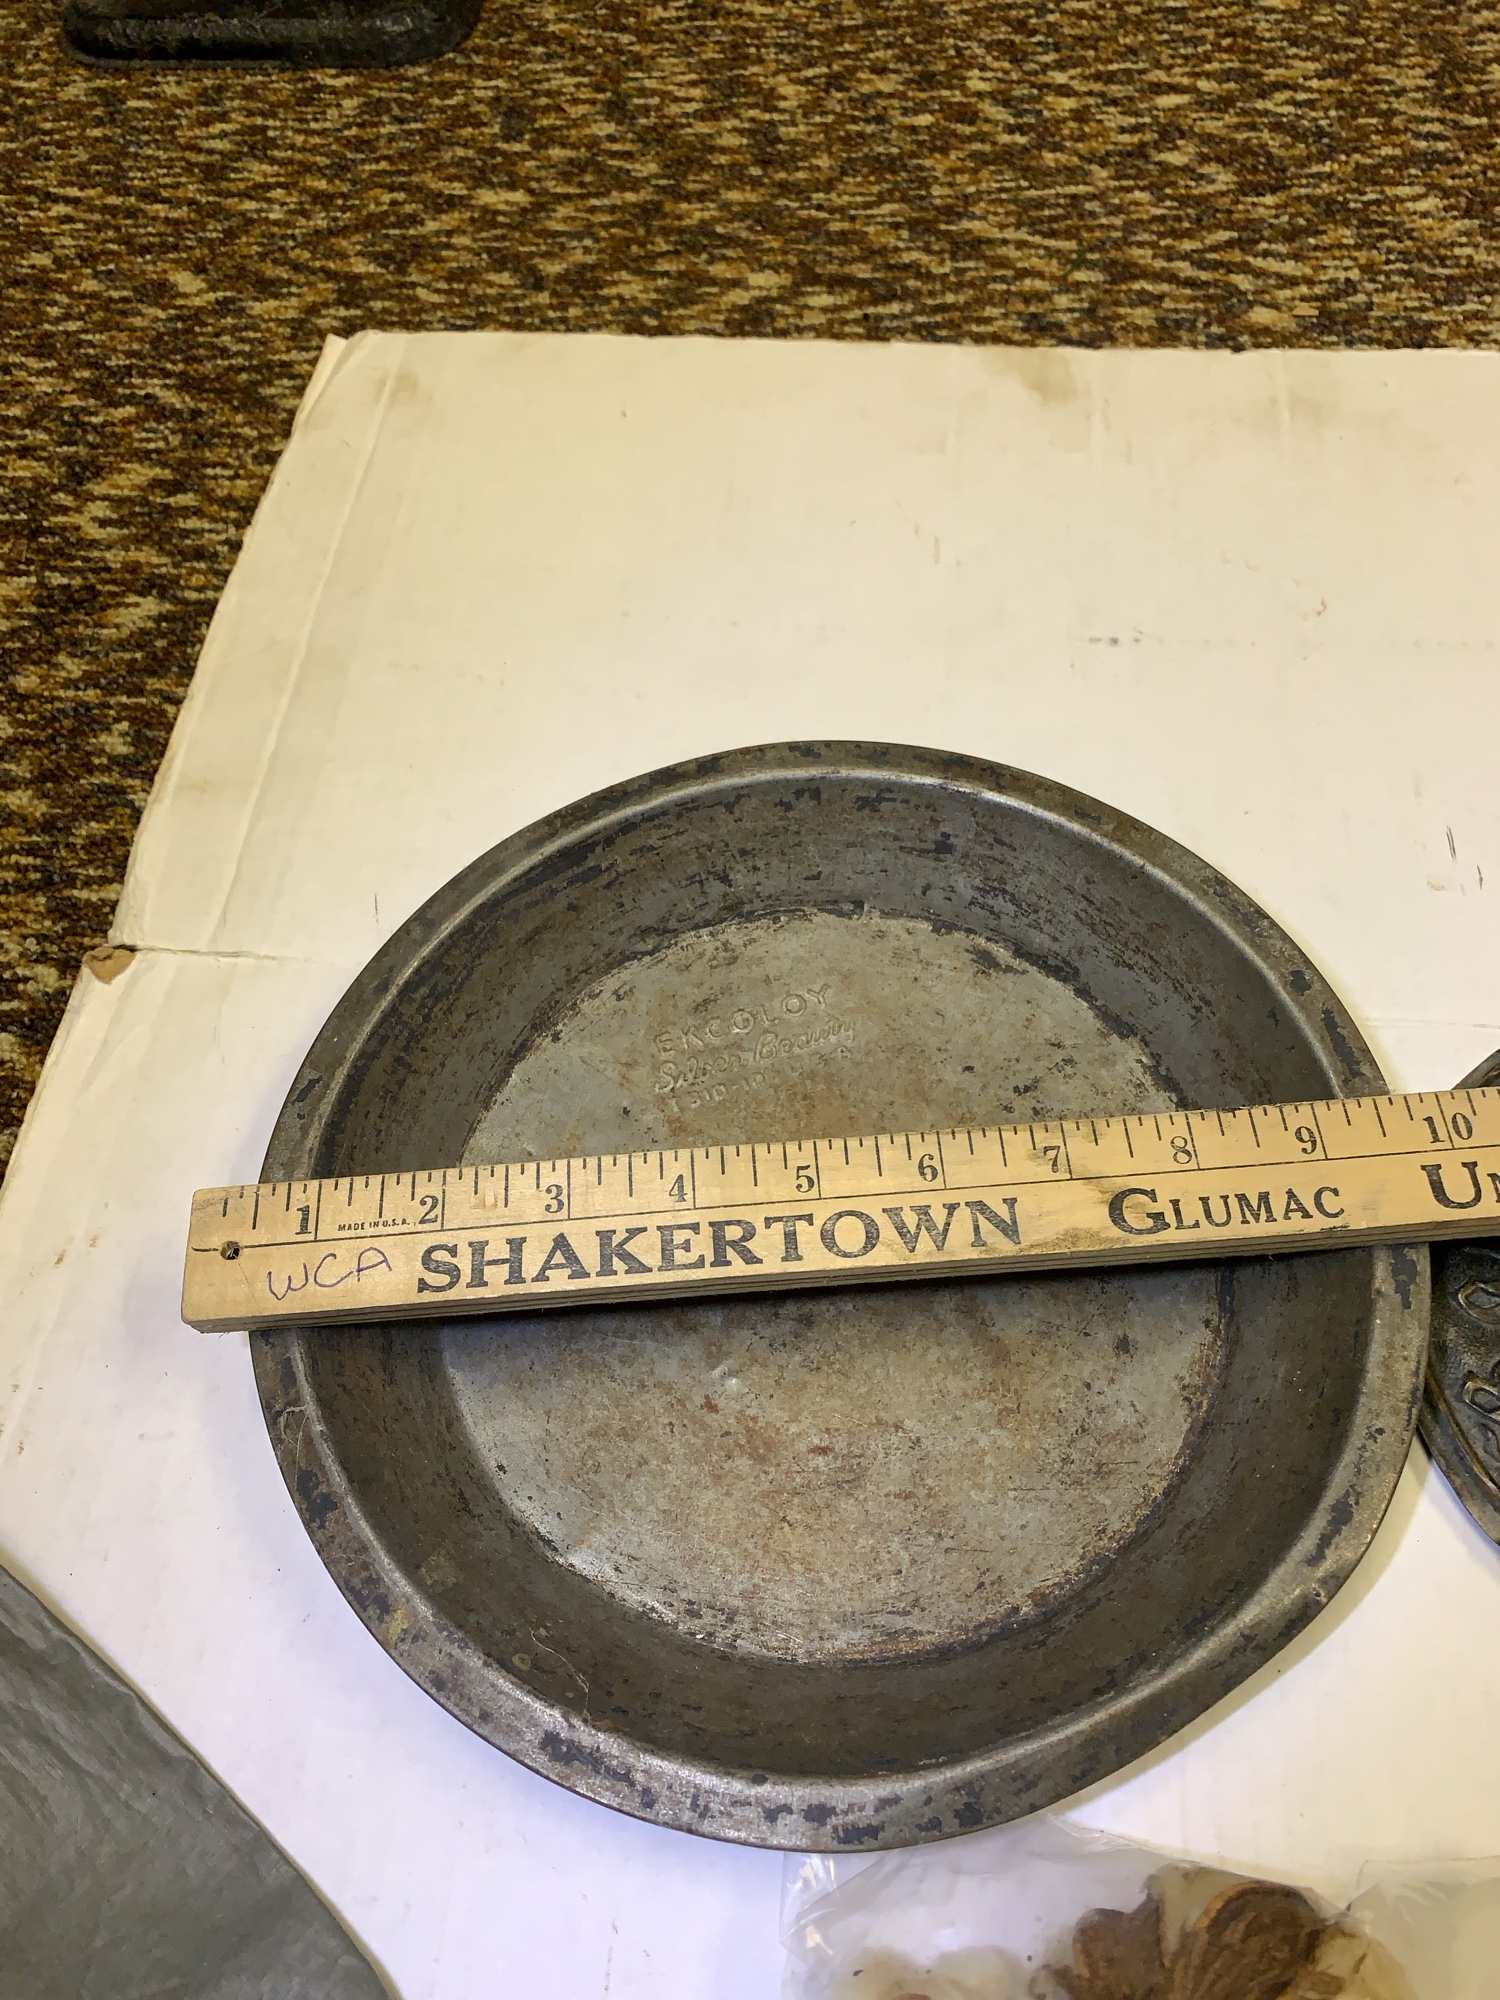 EKCOLOY
Silver Beauty
1 2 3 4 5 6 7 8 9 10
MADE IN U.S.A.
WCA SHAKERTOWN GLUMAC